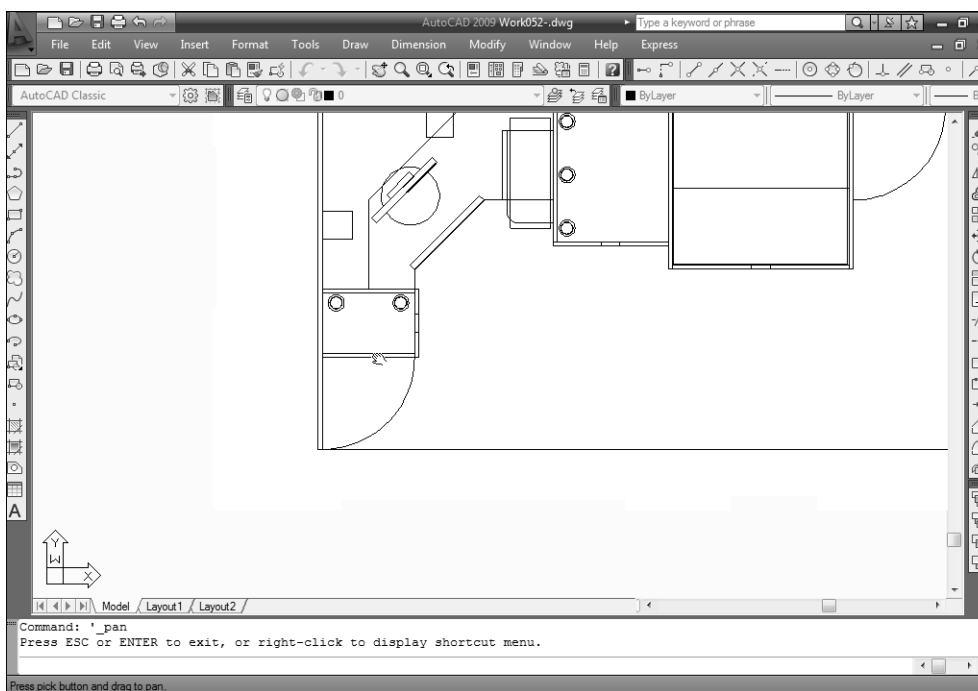 AutoCAD 2009 Work052-.dwg
Type a keyword or phrase
File Edit View Insert Format Tools Draw Dimension Modify Window Help Express
AutoCAD Classic
0
ByLayer
ByLayer
A
Y
W
X
Model Layout1 Layout2
Command: '_pan
Press ESC or ENTER to exit, or right-click to display shortcut menu.
Press pick button and drag to pan.